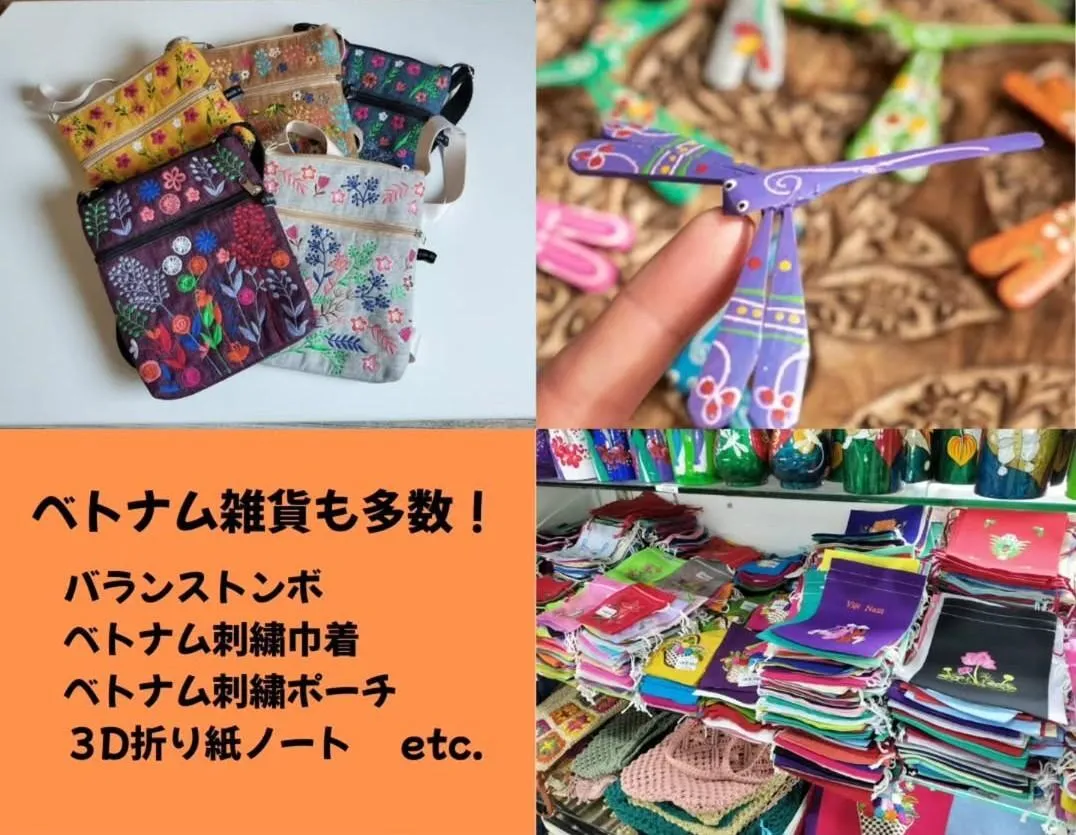 ベトナム雑貨も多数！
バランストンボ
ベトナム刺繍巾着
ベトナム刺繍ポーチ
３D折り紙ノート　etc.
Việt Nam